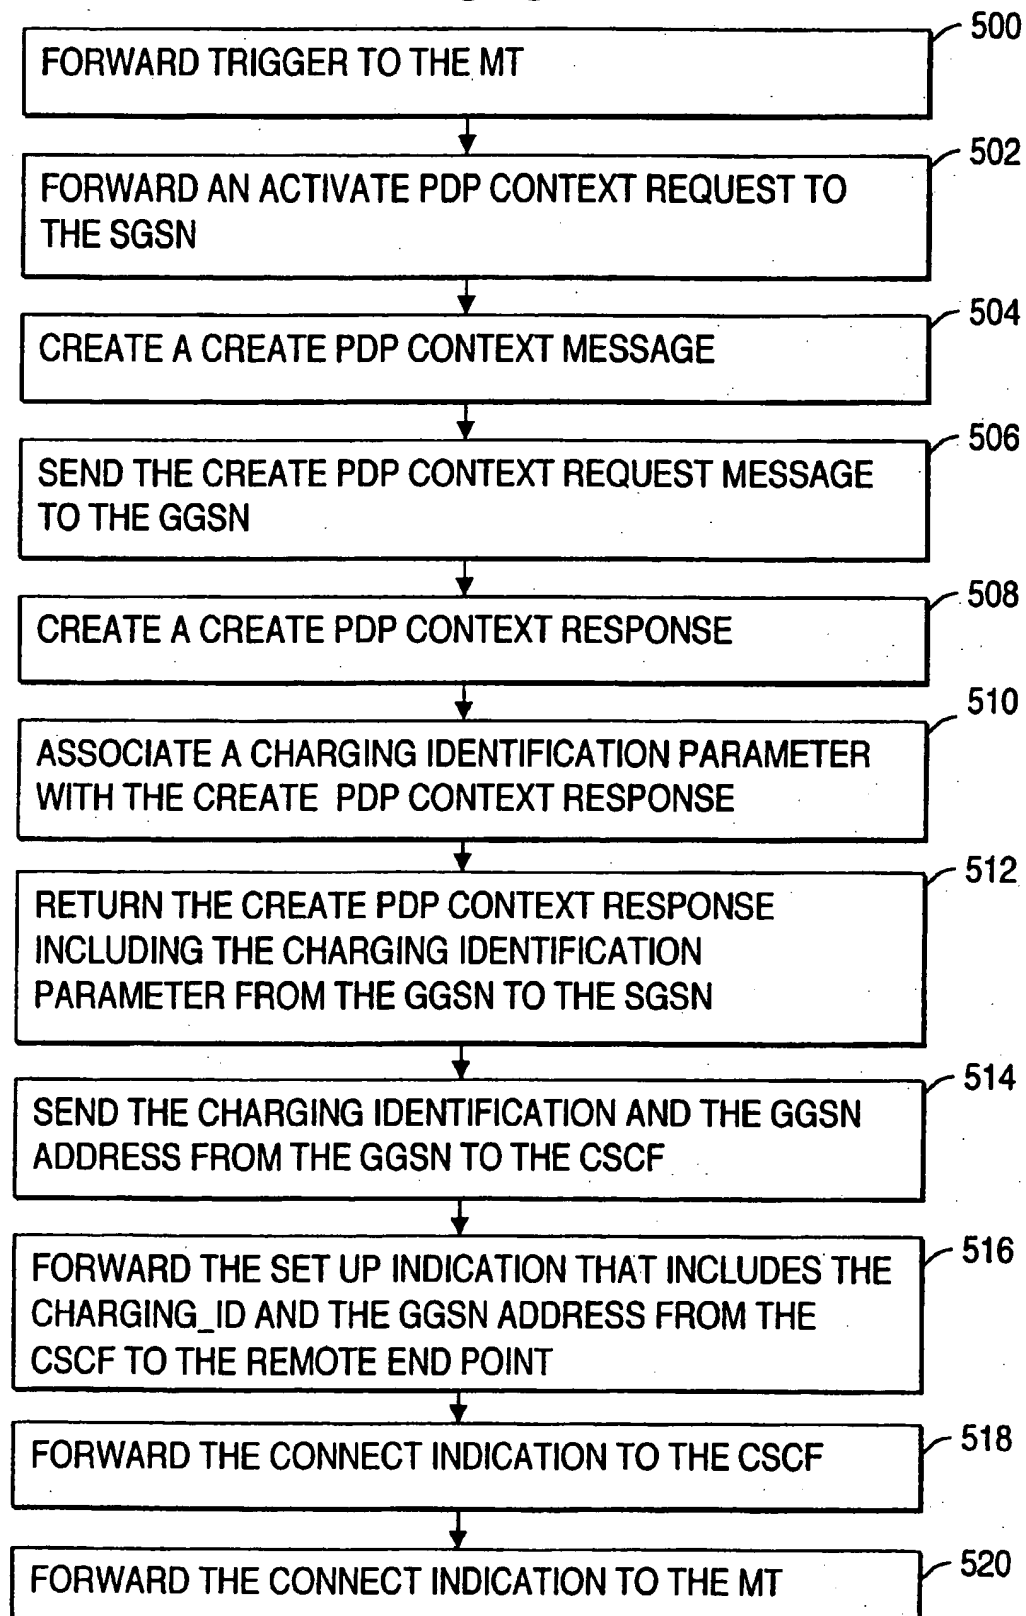 500
FORWARD TRIGGER TO THE MT
502
FORWARD AN ACTIVATE PDP CONTEXT REQUEST TO
THE SGSN
504
CREATE A CREATE PDP CONTEXT MESSAGE
506
SEND THE CREATE PDP CONTEXT REQUEST MESSAGE
TO THE GGSN
508
CREATE A CREATE PDP CONTEXT RESPONSE
510
ASSOCIATE A CHARGING IDENTIFICATION PARAMETER
WITH THE CREATE PDP CONTEXT RESPONSE
512
RETURN THE CREATE PDP CONTEXT RESPONSE
INCLUDING THE CHARGING IDENTIFICATION
PARAMETER FROM THE GGSN TO THE SGSN
514
SEND THE CHARGING IDENTIFICATION AND THE GGSN
ADDRESS FROM THE GGSN TO THE CSCF
516
FORWARD THE SET UP INDICATION THAT INCLUDES THE
CHARGING_ID AND THE GGSN ADDRESS FROM THE
CSCF TO THE REMOTE END POINT
518
FORWARD THE CONNECT INDICATION TO THE CSCF
520
FORWARD THE CONNECT INDICATION TO THE MT